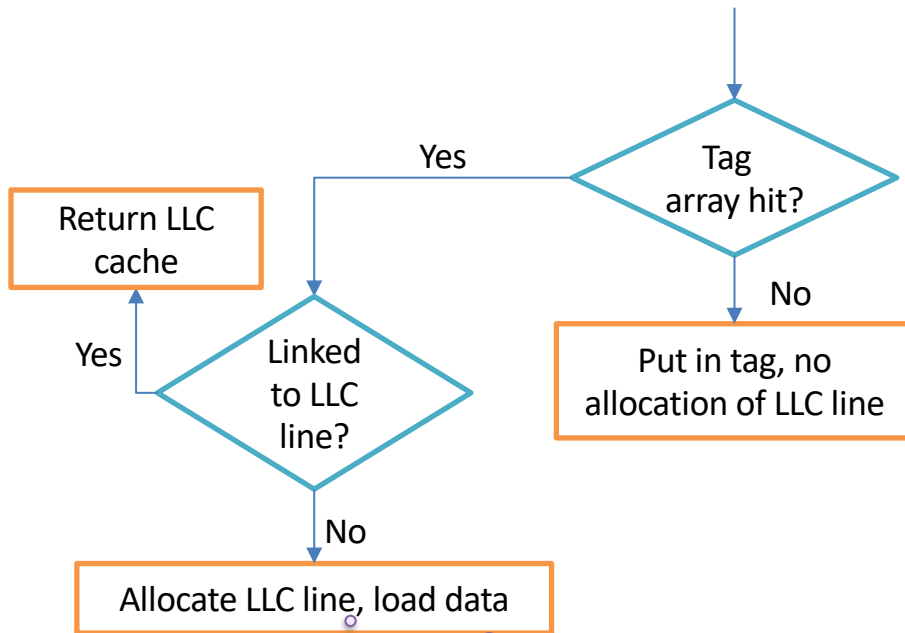 Tag
array hit?
Yes
No
Put in tag, no
allocation of LLC line
Linked
to LLC
line?
Yes
Return LLC
cache
No
Allocate LLC line, load data